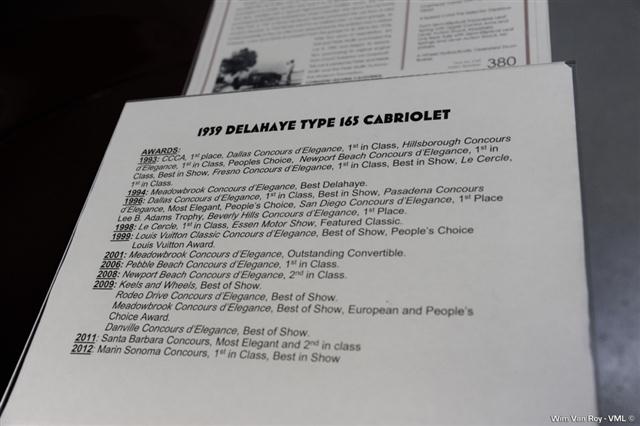 380
1939 DELAHAYE TYPE 165 CABRIOLET
AWARDS:
1993: CCCA, 1st place, Dallas Concours d'Elegance, 1st in Class, Hillsborough Concours
d'Elegance, 1st in Class, Peoples Choice, Newport Beach Concours d'Elegance, 1st in
Class, Best in Show, Fresno Concours d'Elegance, 1st in Class, Best in Show, Le Cercle,
1st in Class.
1994: Meadowbrook Concours d'Elegance, Best Delahaye.
1996: Dallas Concours d'Elegance, 1st in Class, Best in Show, Pasadena Concours
d'Elegance, Most Elegant, People's Choice, San Diego Concours d'Elegance, 1st Place
Lee B. Adams Trophy, Beverly Hills Concours d'Elegance, 1st Place.
1998: Le Cercle, 1st in Class, Essen Motor Show, Featured Classic.
1999: Louis Vuitton Classic Concours d'Elegance, Best of Show, People's Choice
Louis Vuitton Award.
2001: Meadowbrook Concours d'Elegance, Outstanding Convertible.
2006: Pebble Beach Concours d'Elegance, 1st in Class.
2008: Newport Beach Concours d'Elegance, 2nd in Class.
2009: Keels and Wheels, Best of Show.
Rodeo Drive Concours d'Elegance, Best of Show.
Meadowbrook Concours d'Elegance, Best of Show, European and People's
Choice Award.
Danville Concours d'Elegance, Best of Show.
2011: Santa Barbara Concours, Most Elegant and 2nd in class
2012: Marin Sonoma Concours, 1st in Class, Best in Show
Wim Van Roy - VML ©